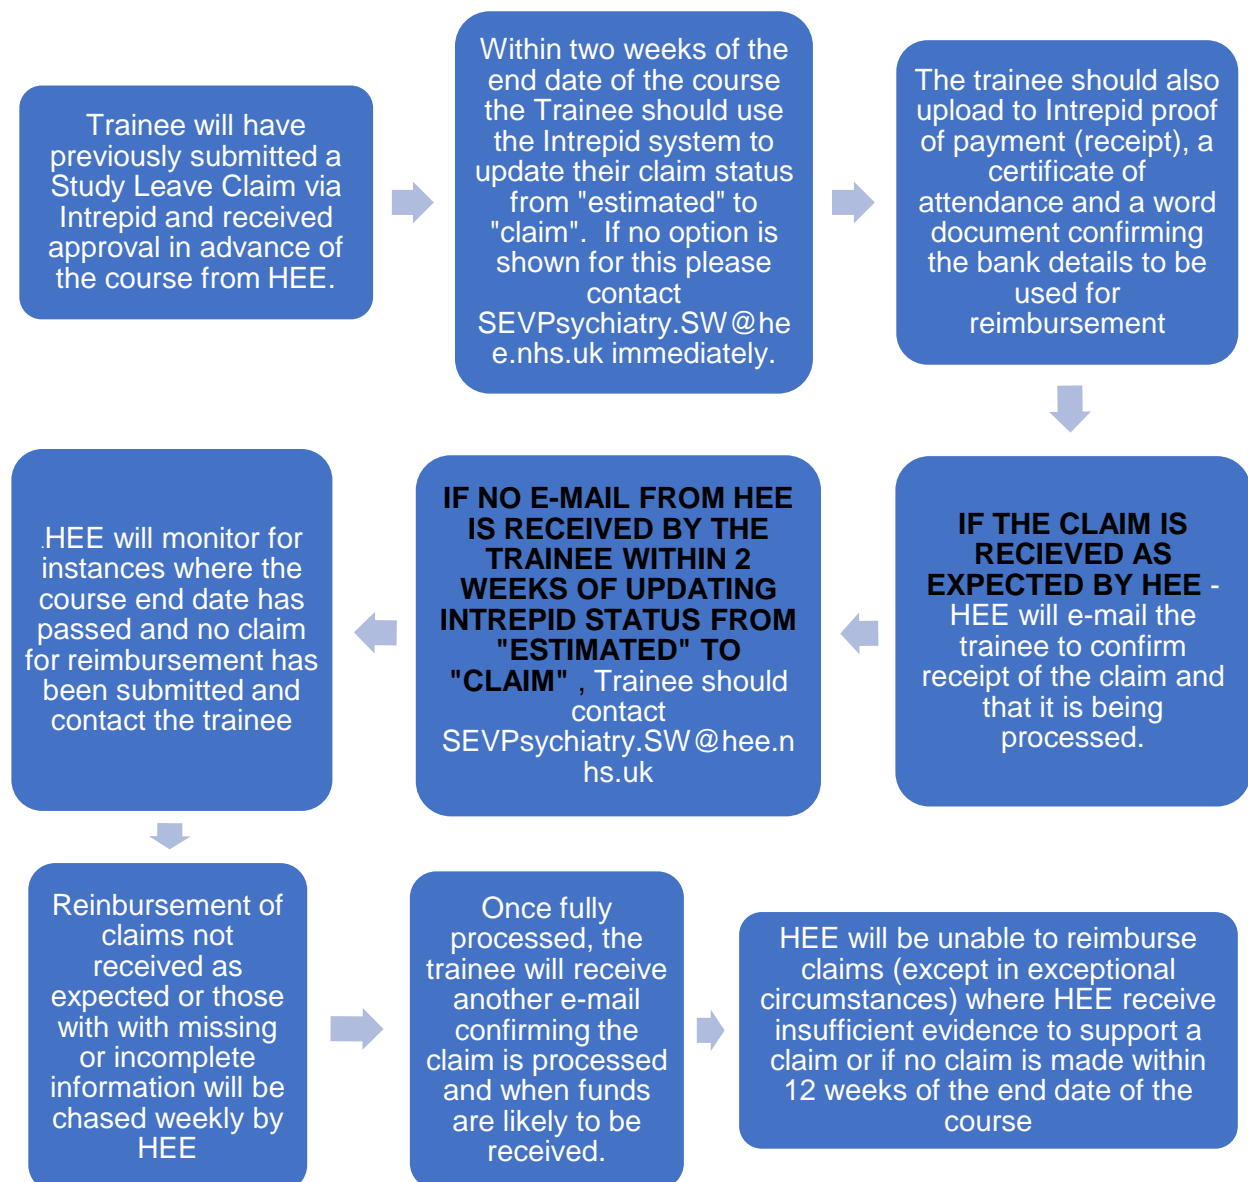 Trainee will have
previously submitted a
Study Leave Claim via
Intrepid and received
approval in advance of
the course from HEE.
Within two weeks of the
end date of the course
the Trainee should use
the Intrepid system to
update their claim status
from "estimated" to
"claim".  If no option is
shown for this please
contact
SEVPsychiatry.SW@he
e.nhs.uk immediately.
The trainee should also
upload to Intrepid proof
of payment (receipt), a
certificate of
attendance and a word
document confirming
the bank details to be
used for
reimbursement
IF THE CLAIM IS
RECIEVED AS
EXPECTED BY HEE -
HEE will e-mail the
trainee to confirm
receipt of the claim and
that it is being
processed.
IF NO E-MAIL FROM HEE
IS RECEIVED BY THE
TRAINEE WITHIN 2
WEEKS OF UPDATING
INTREPID STATUS FROM
"ESTIMATED" TO
"CLAIM" , Trainee should
contact
SEVPsychiatry.SW@hee.n
hs.uk
.HEE will monitor for
instances where the
course end date has
passed and no claim
for reimbursement has
been submitted and
contact the trainee
Reinbursement of
claims not
received as
expected or those
with with missing
or incomplete
information will be
chased weekly by
HEE
Once fully
processed, the
trainee will receive
another e-mail
confirming the
claim is processed
and when funds
are likely to be
received.
HEE will be unable to reimburse
claims (except in exceptional
circumstances) where HEE receive
insufficient evidence to support a
claim or if no claim is made within
12 weeks of the end date of the
course